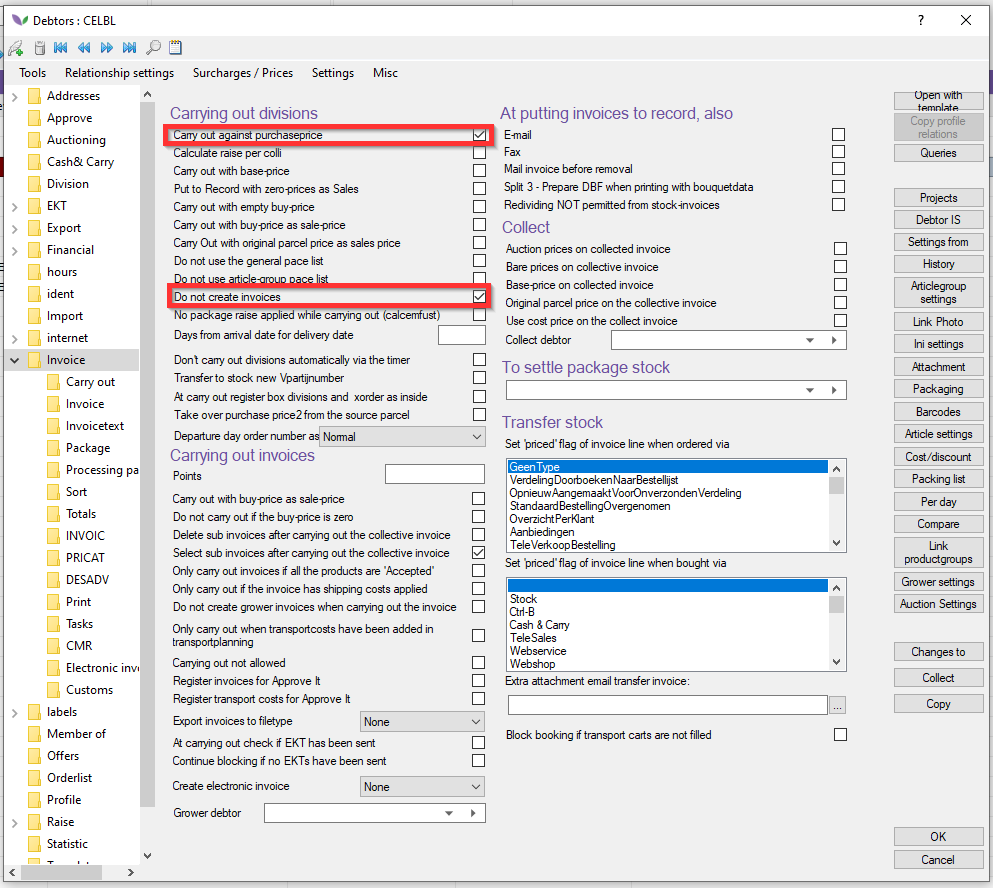 Debtors : CELBL
?
Tools
Relationship settings
Surcharges / Prices
Settings
Misc
Addresses
Approve
Auctioning
Cash& Carry
Division
EKT
Export
Financial
hours
ident
Import
internet
Invoice
Carry out
Invoice
Invoicetext
Package
Processing pa
Sort
Totals
INVOIC
PRICAT
DESADV
Print
Tasks
CMR
Electronic inv
Customs
labels
Member of
Offers
Orderlist
Profile
Raise
Statistic
Carrying out divisions
Carry out against purchaseprice
Calculate raise per colli
Carry out with base-price
Put to Record with zero-prices as Sales
Carry out with empty buy-price
Carry out with buy-price as sale-price
Carry Out with original parcel price as sales price
Do not use the general pace list
Do not use article-group pace list
Do not create invoices
No package raise applied while carrying out (calcemfust)
Days from arrival date for delivery date
Don't carry out divisions automatically via the timer
Transfer to stock new Vpartijnumber
At carry out register box divisions and xorder as inside
Take over purchase price2 from the source parcel
Departure day order number as
Normal
Carrying out invoices
Points
Carry out with buy-price as sale-price
Do not carry out if the buy-price is zero
Delete sub invoices after carrying out the collective invoice
Select sub invoices after carrying out the collective invoice
Only carry out invoices if all the products are 'Accepted'
Only carry out if the invoice has shipping costs applied
Do not create grower invoices when carrying out the invoice
Only carry out when transportcosts have been added in
transportplanning
Carrying out not allowed
Register invoices for Approve It
Register transport costs for Approve It
Export invoices to filetype
None
At carrying out check if EKT has been sent
Continue blocking if no EKTs have been sent
Create electronic invoice
None
Grower debtor
At putting invoices to record, also
E-mail
Fax
Mail invoice before removal
Split 3 - Prepare DBF when printing with bouquetdata
Redividing NOT permitted from stock-invoices
Collect
Auction prices on collected invoice
Bare prices on collective invoice
Base-price on collected invoice
Original parcel price on the collective invoice
Use cost price on the collect invoice
Collect debtor
To settle package stock
Transfer stock
Set 'priced' flag of invoice line when ordered via
GeenType
VerdelingDoorboekenNaarBestellijst
OpnieuwAangemaaktVoorOnverzondenVerdeling
StandaardBestellingOvergenomen
OverzichtPerKlant
Aanbiedingen
TeleVerkoopBestelling
Set 'priced' flag of invoice line when bought via
Stock
Ctrl-B
Cash & Carry
TeleSales
Webservice
Webshop
Extra attachment email transfer invoice:
...
Block booking if transport carts are not filled
Open with
template
Copy profile
relations
Queries
Projects
Debtor IS
Settings from
History
Articlegroup
settings
Link Photo
Ini settings
Attachment
Packaging
Barcodes
Article settings
Cost/discount
Packing list
Per day
Compare
Link
productgroups
Grower settings
Auction Settings
Changes to
Collect
Copy
OK
Cancel